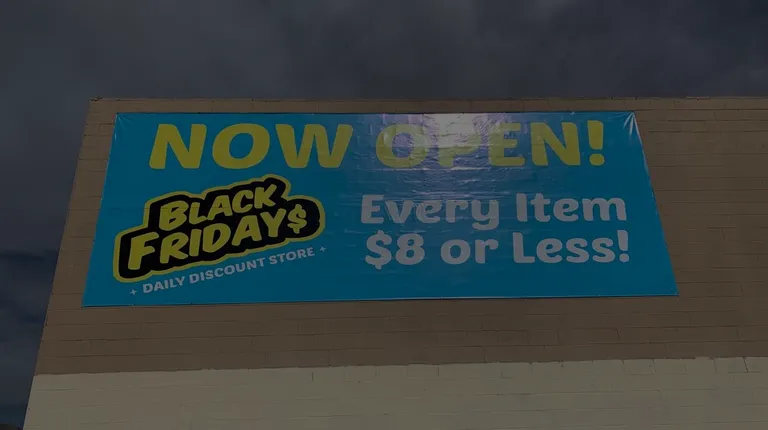 NOW OPEN!
BLACK
FRIDAY$
+ DAILY DISCOUNT STORE +
Every Item
$8 or Less!